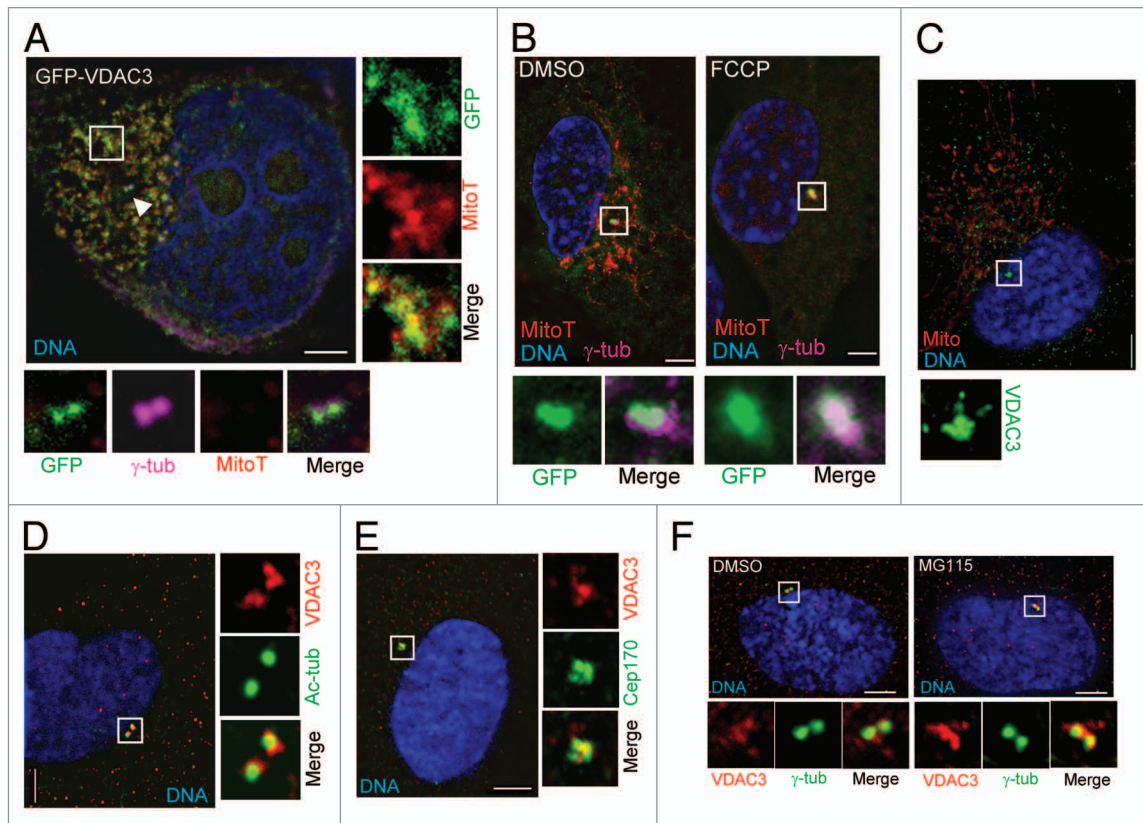 A
GFP-VDAC3
DNA
GFP
MitoT
Merge
GFP
γ-tub
MitoT
Merge
B
DMSO
FCCP
MitoT
DNA
γ-tub
MitoT
DNA
γ-tub
GFP
Merge
GFP
Merge
C
Mito
DNA
VDAC3
D
DNA
VDAC3
Ac-tub
Merge
E
DNA
VDAC3
Cep170
Merge
F
DMSO
MG115
DNA
DNA
VDAC3
γ-tub
Merge
VDAC3
γ-tub
Merge